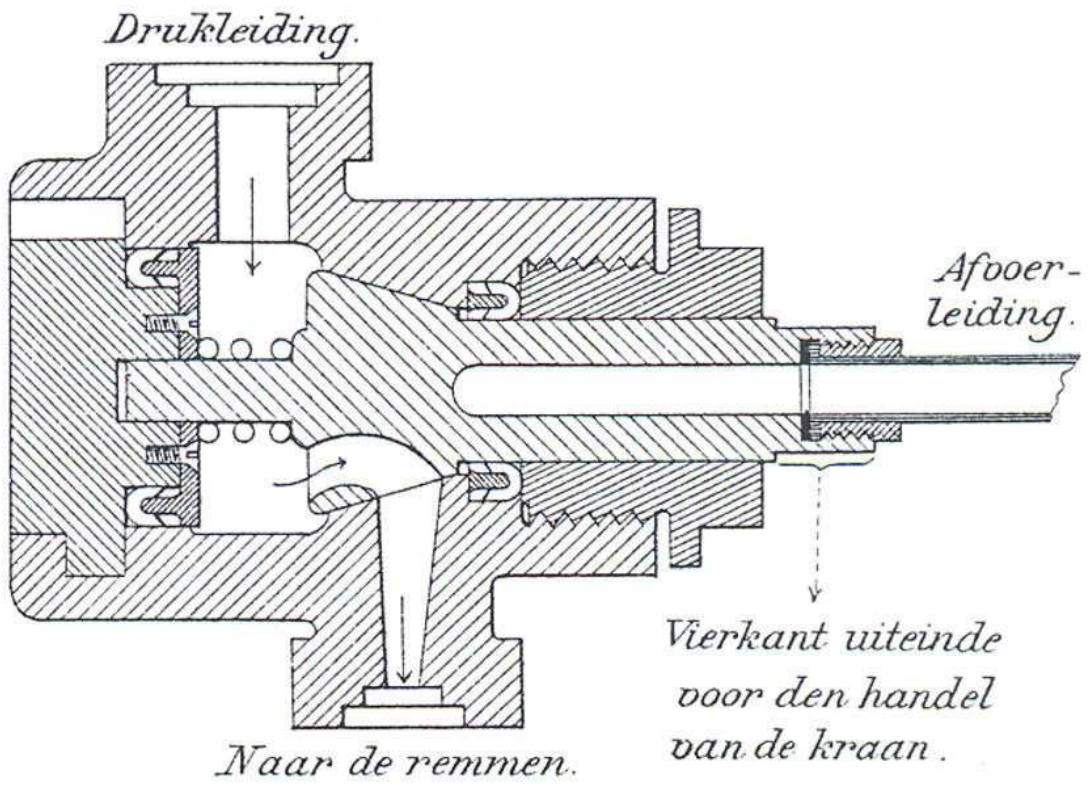 Drukleiding.
Afvoer-
leiding.
Vierkant uiteinde
voor den handel
van de kraan.
Naar de remmen.